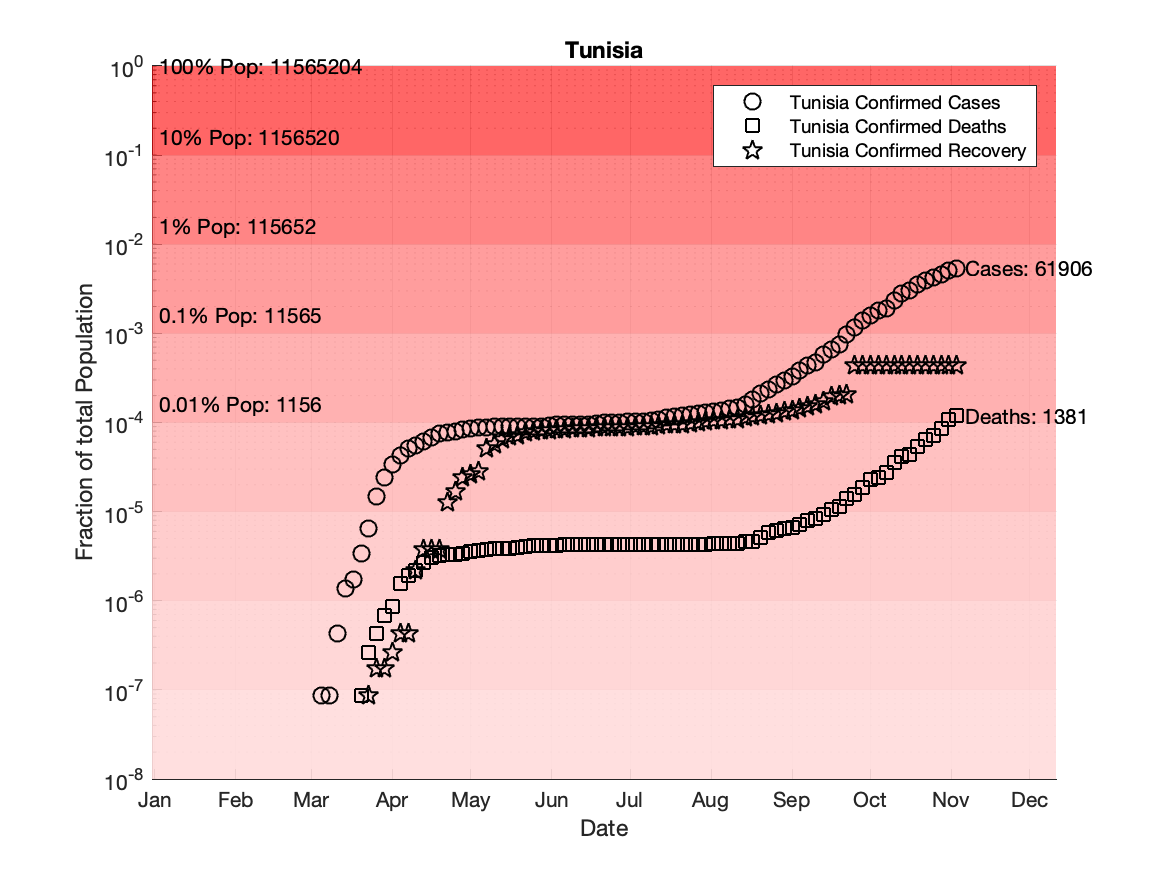 Tunisia
10^0
10^-1
10^-2
10^-3
10^-4
10^-5
10^-6
10^-7
10^-8
Fraction of total Population
100% Pop: 11565204
10% Pop: 1156520
1% Pop: 115652
0.1% Pop: 11565
0.01% Pop: 1156
Tunisia Confirmed Cases
Tunisia Confirmed Deaths
Tunisia Confirmed Recovery
Cases: 61906
Deaths: 1381
Jan Feb Mar Apr May Jun Jul Aug Sep Oct Nov Dec
Date